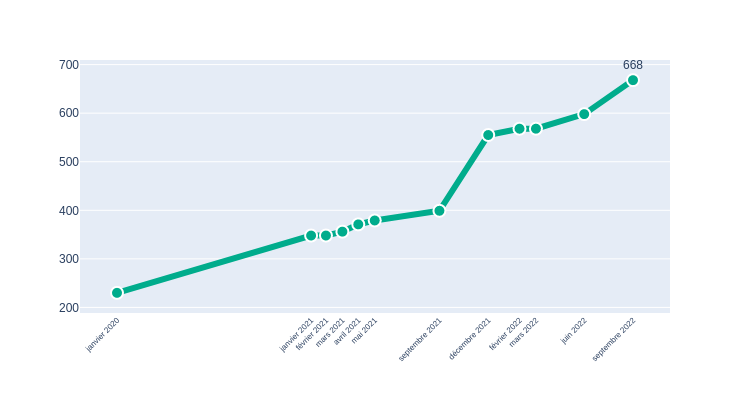 700
668
600
500
400
300
200
janvier 2020
janvier 2021
février 2021
mars 2021
avril 2021
mai 2021
septembre 2021
décembre 2021
février 2022
mars 2022
juin 2022
septembre 2022